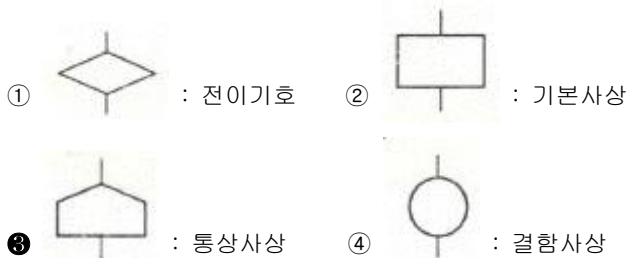 ① : 전이기호 ② : 기본사상
❸ : 통상사상 ④ : 결함사상